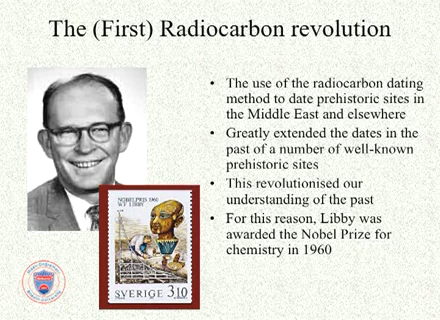 The (First) Radiocarbon revolution
• The use of the radiocarbon dating
method to date prehistoric sites in
the Middle East and elsewhere
• Greatly extended the dates in the
past of a number of well-known
prehistoric sites
• This revolutionised our
understanding of the past
• For this reason, Libby was
awarded the Nobel Prize for
chemistry in 1960
NOBELPRIS 1960
WF LIBBY
SVERIGE 3,10